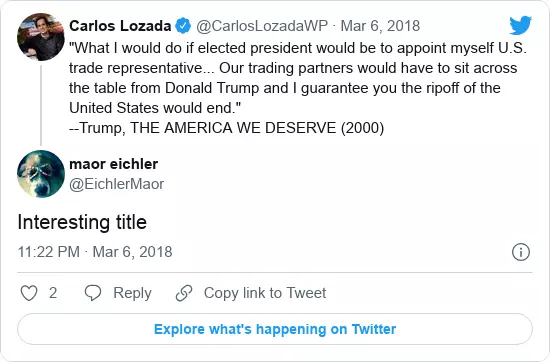 Carlos Lozada @CarlosLozadaWP · Mar 6, 2018
"What I would do if elected president would be to appoint myself U.S.
trade representative... Our trading partners would have to sit across
the table from Donald Trump and I guarantee you the ripoff of the
United States would end."
--Trump, THE AMERICA WE DESERVE (2000)
maor eichler
@EichlerMaor
Interesting title
11:22 PM · Mar 6, 2018
2 Reply Copy link to Tweet
Explore what's happening on Twitter